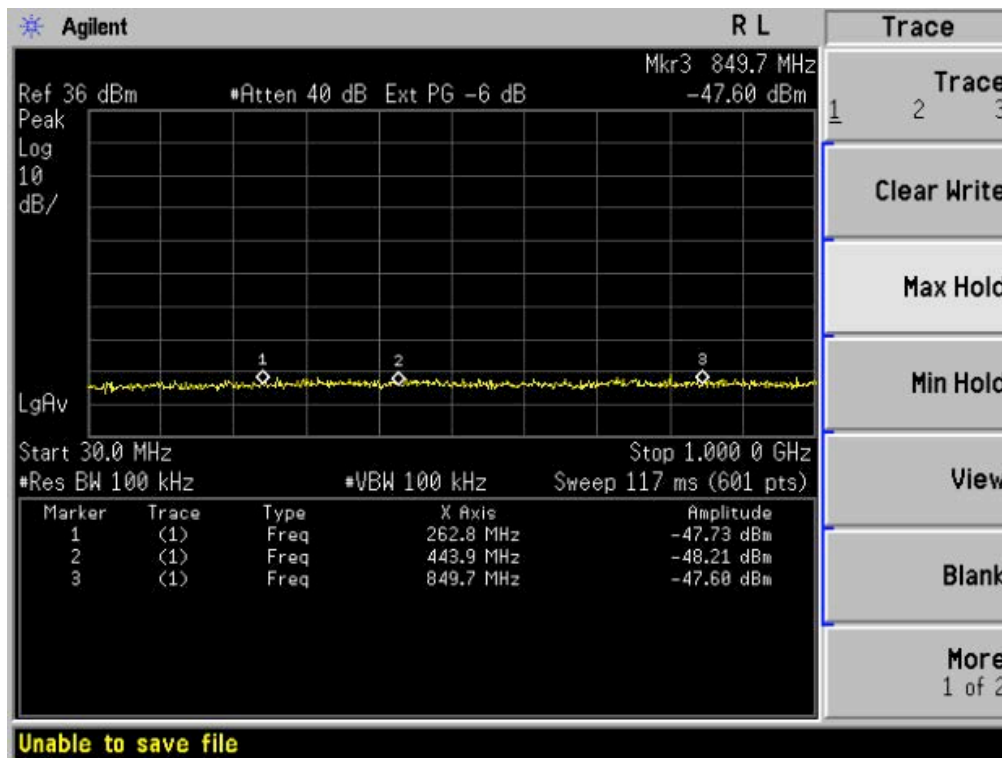 Agilent R L
Mkr3 849.7 MHz
Ref 36 dBm #Atten 40 dB Ext PG -6 dB -47.60 dBm
Peak
Log
10
dB/
1 2 3
LgAv
Start 30.0 MHz Stop 1.000 0 GHz
#Res BW 100 kHz #VBW 100 kHz Sweep 117 ms (601 pts)
Marker Trace Type X Axis Amplitude
1 (1) Freq 262.8 MHz -47.73 dBm
2 (1) Freq 443.9 MHz -48.21 dBm
3 (1) Freq 849.7 MHz -47.60 dBm
Unable to save file
Trace
Trace
1 2 3
Clear Write
Max Hold
Min Hold
View
Blank
More
1 of 2